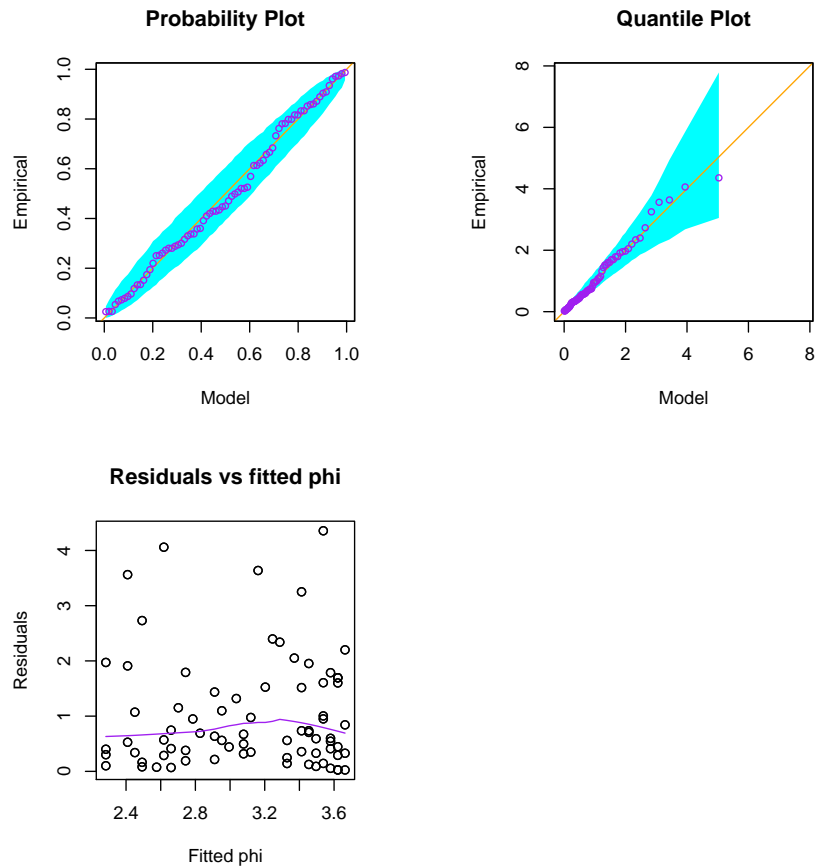 Probability Plot
Empirical
0.0 0.2 0.4 0.6 0.8 1.0
0.0 0.2 0.4 0.6 0.8 1.0
Model
Quantile Plot
Empirical
0 2 4 6 8
0 2 4 6 8
Model
Residuals vs fitted phi
Residuals
0 1 2 3 4
2.4 2.8 3.2 3.6
Fitted phi